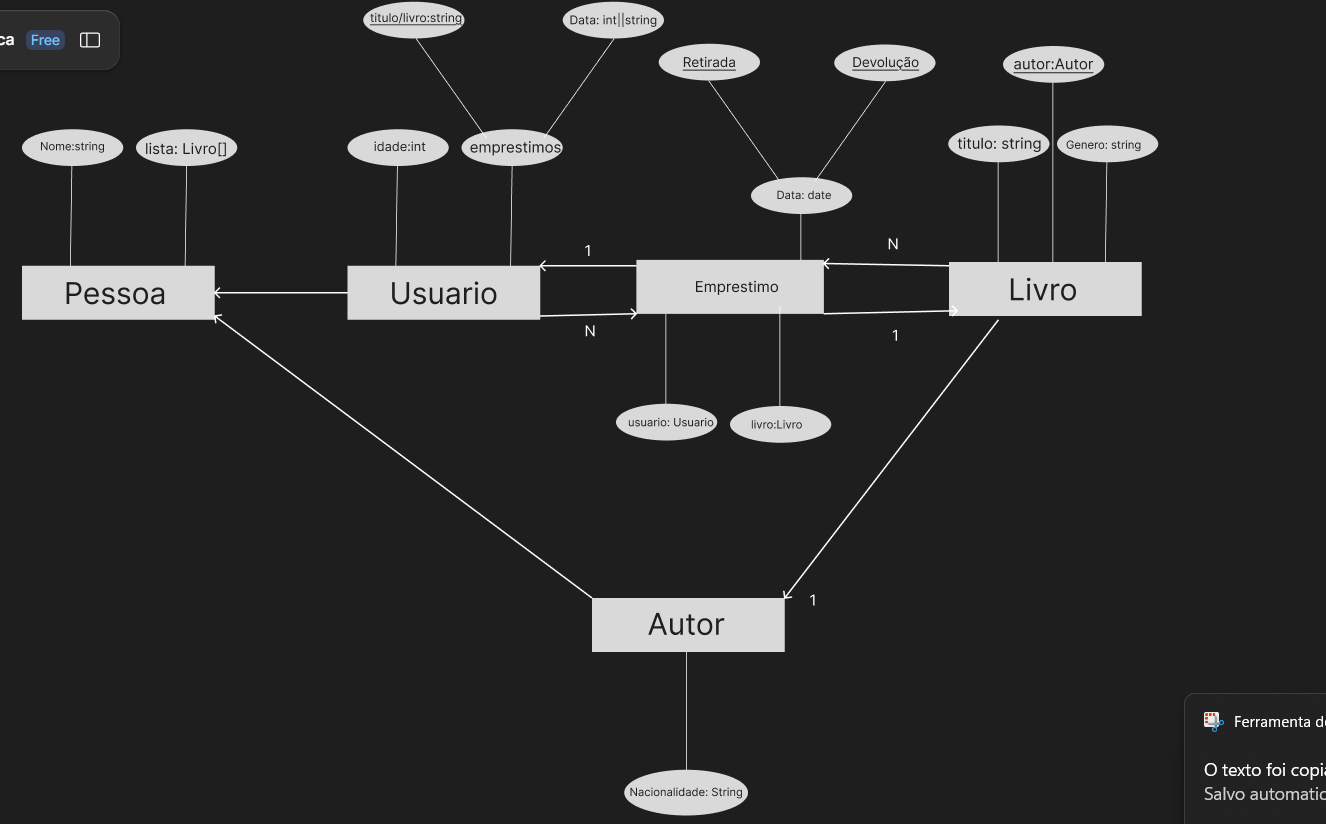 ca Free
titulo/livro:string
Data: int||string
Retirada
Devolução
autor:Autor
Nome:string
lista: Livro[]
idade:int
emprestimos
titulo: string
Genero: string
Data: date
1
N
Pessoa
Usuario
Emprestimo
Livro
N
1
usuario: Usuario
livro:Livro
1
Autor
Nacionalidade: String
Ferramenta de
O texto foi copia
Salvo automatic